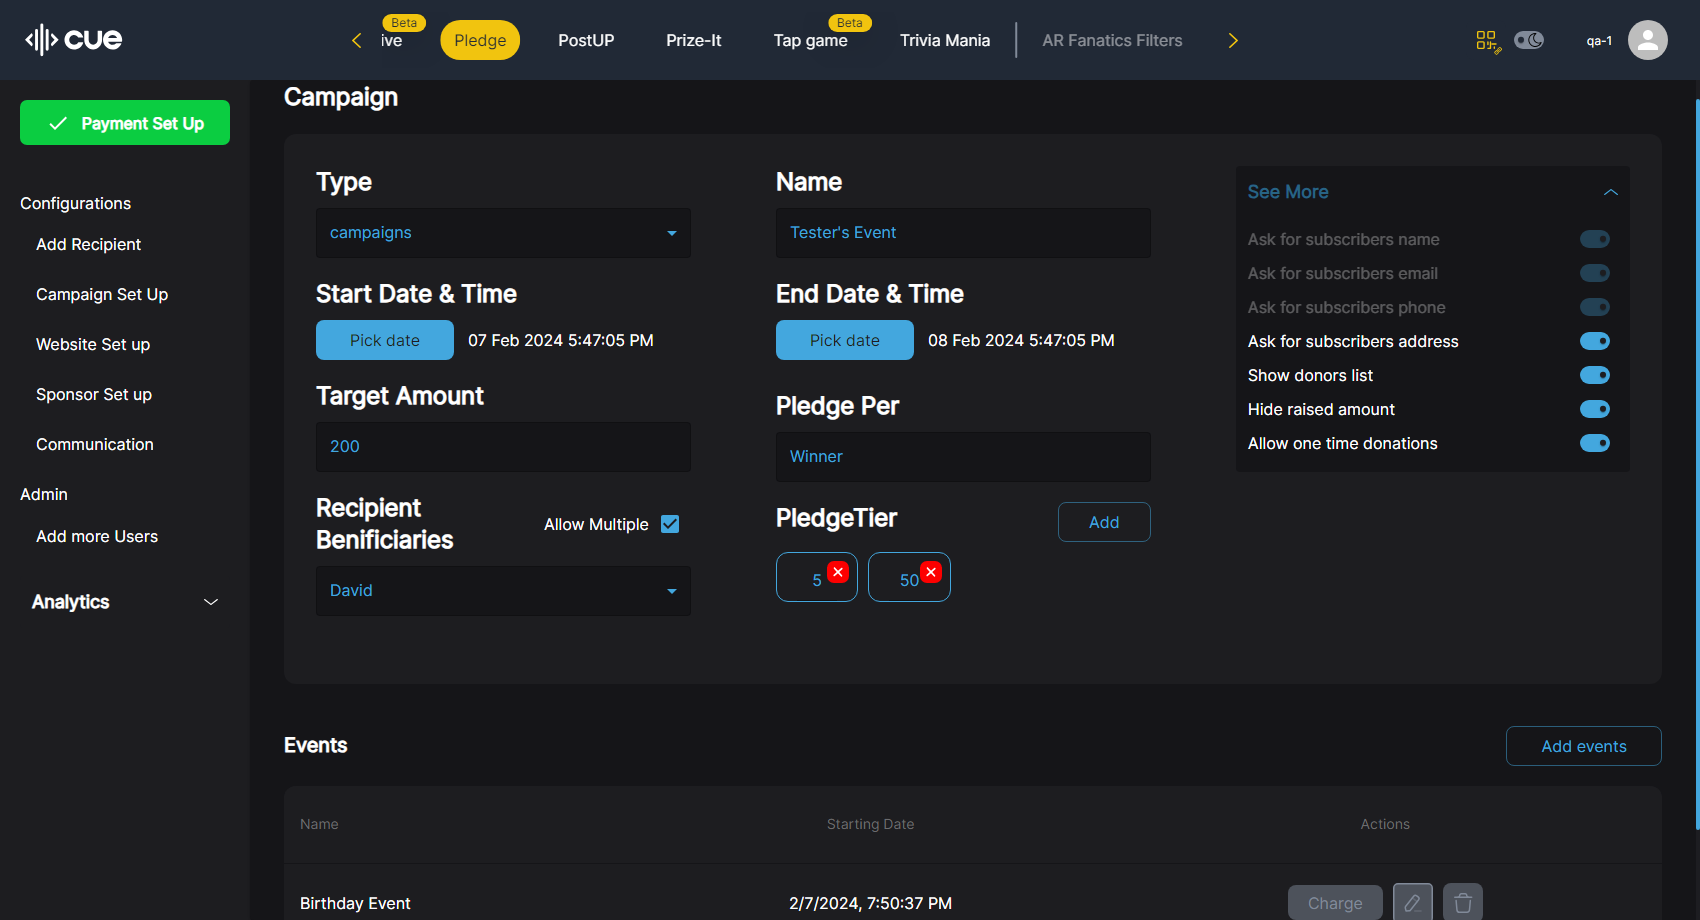 cue
Beta
ive
Pledge
PostUP
Prize-It
Beta
Tap game
Trivia Mania
AR Fanatics Filters
qa-1
Payment Set Up
Configurations
Add Recipient
Campaign Set Up
Website Set up
Sponsor Set up
Communication
Admin
Add more Users
Analytics
Campaign
Type
campaigns
Name
Tester's Event
Start Date & Time
Pick date 07 Feb 2024 5:47:05 PM
End Date & Time
Pick date 08 Feb 2024 5:47:05 PM
Target Amount
200
Pledge Per
Winner
Recipient
Benificiaries
Allow Multiple
David
PledgeTier
Add
5
50
See More
Ask for subscribers name
Ask for subscribers email
Ask for subscribers phone
Ask for subscribers address
Show donors list
Hide raised amount
Allow one time donations
Events
Add events
Name Starting Date Actions
Birthday Event 2/7/2024, 7:50:37 PM Charge